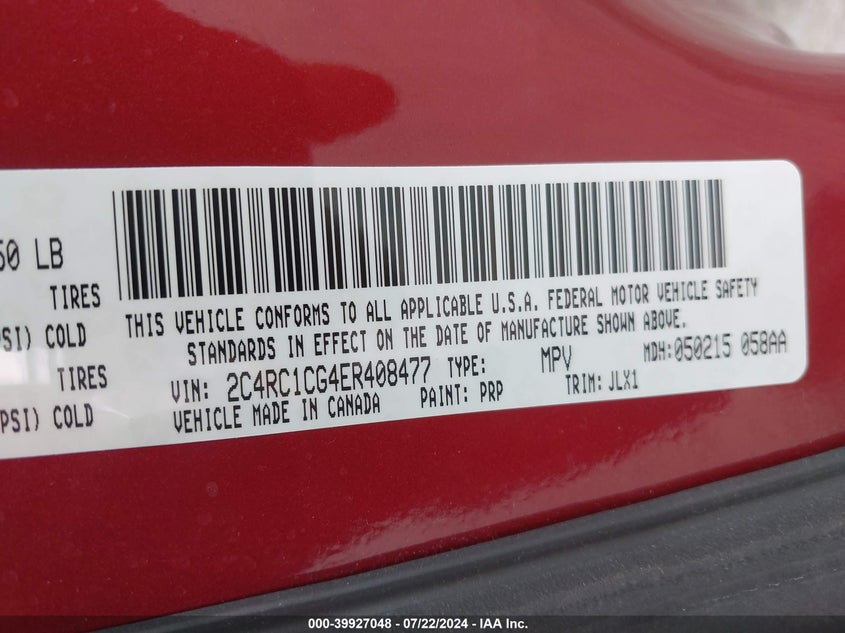 50 LB
TIRES
PSI) COLD
TIRES
PSI) COLD
THIS VEHICLE CONFORMS TO ALL APPLICABLE U.S.A. FEDERAL MOTOR VEHICLE SAFETY
STANDARDS IN EFFECT ON THE DATE OF MANUFACTURE SHOWN ABOVE.
VIN: 2C4RC1CG4ER408477 TYPE: MPV MDH:050215 058AA
VEHICLE MADE IN CANADA PAINT: PRP TRIM: JLX1
000-39927048 - 07/22/2024 - IAA Inc.